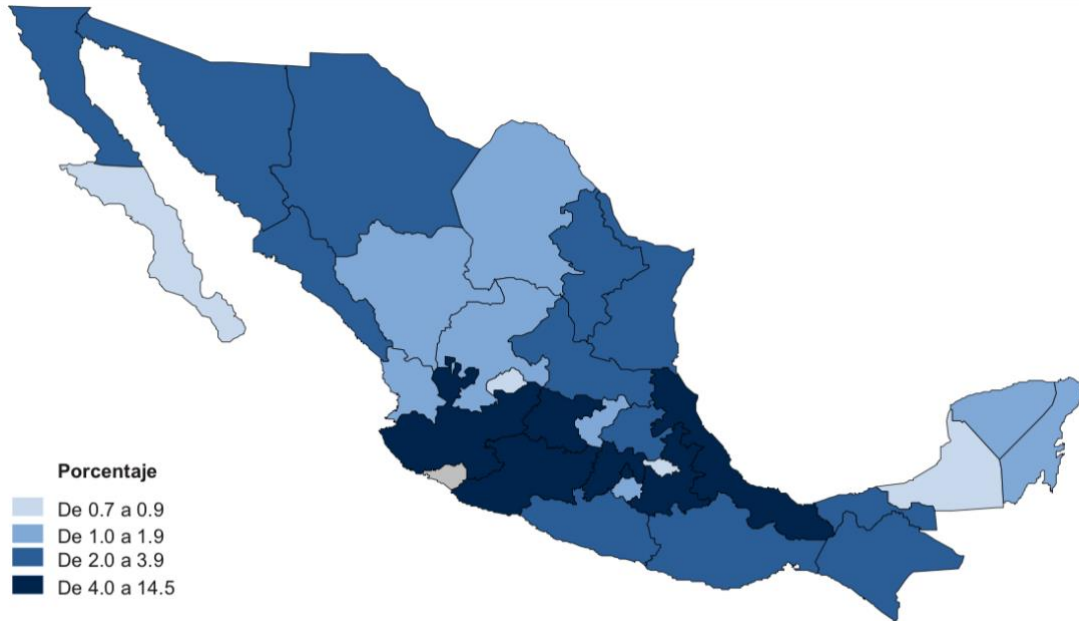 Porcentaje
De 0.7 a 0.9
De 1.0 a 1.9
De 2.0 a 3.9
De 4.0 a 14.5